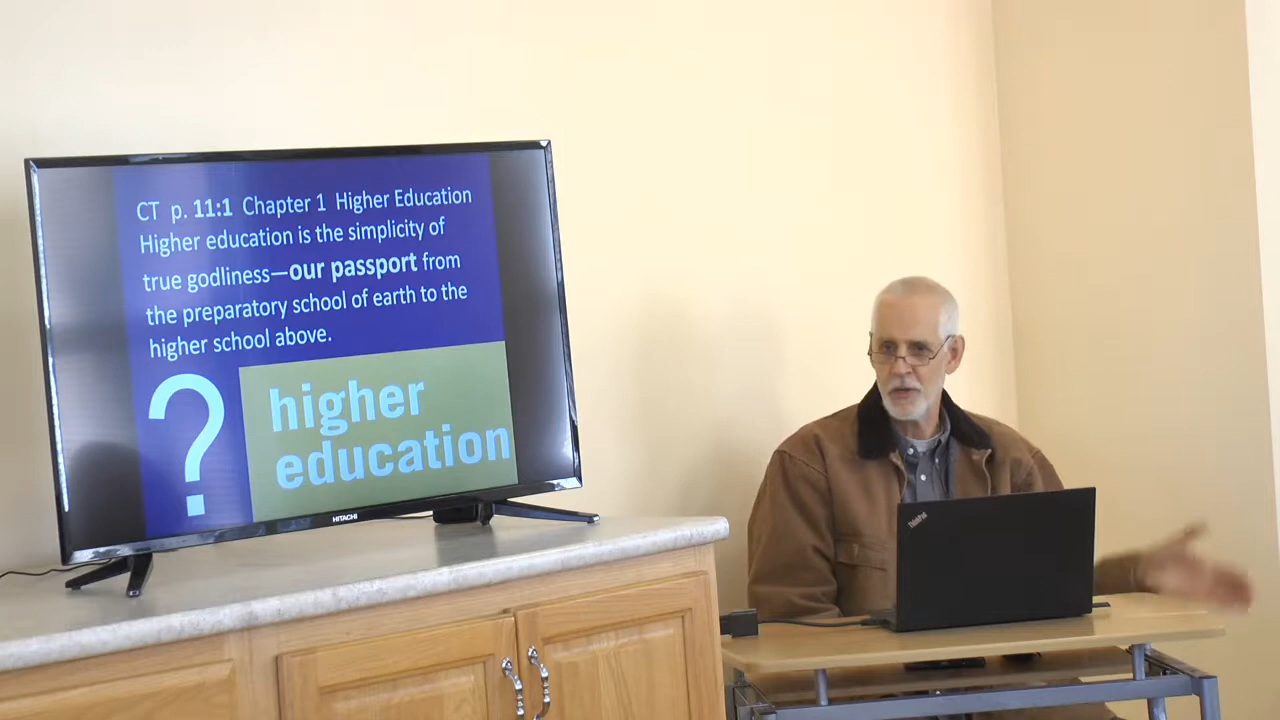 CT p. 11:1 Chapter 1 Higher Education
Higher education is the simplicity of
true godliness—our passport from
the preparatory school of earth to the
higher school above.
?
higher
education
HITACHI
ThinkPad